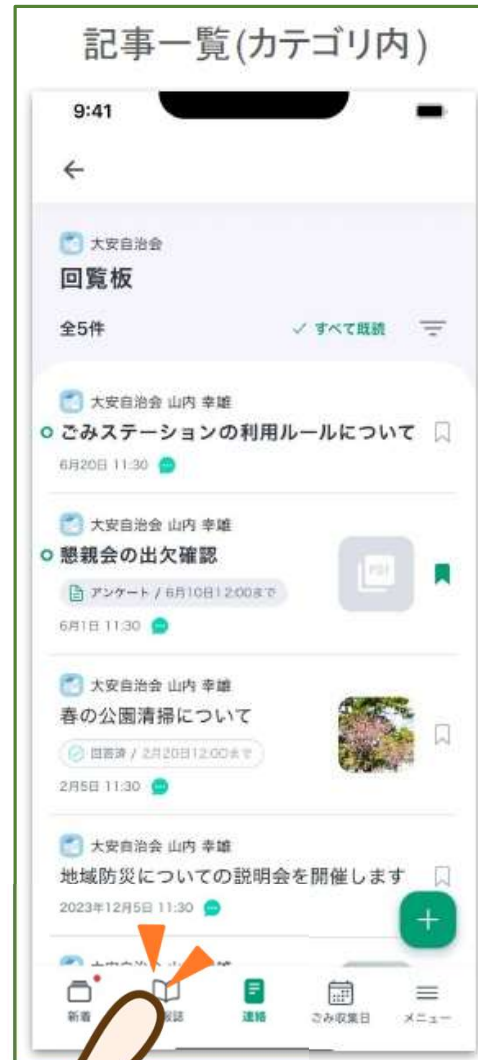 記事一覧(カテゴリ内)
9:41
大安自治会
回覧板
全5件
すべて既読
大安自治会 山内 幸雄
ごみステーションの利用ルールについて
6月20日 11:30
大安自治会 山内 幸雄
懇親会の出欠確認
PDF
アンケート / 6月10日12:00まで
6月1日 11:30
大安自治会 山内 幸雄
春の公園清掃について
回答済 / 2月20日12:00まで
2月5日 11:30
大安自治会 山内 幸雄
地域防災についての説明会を開催します
2023年12月5日 11:30
新着
連絡
ごみ収集日
メニュー